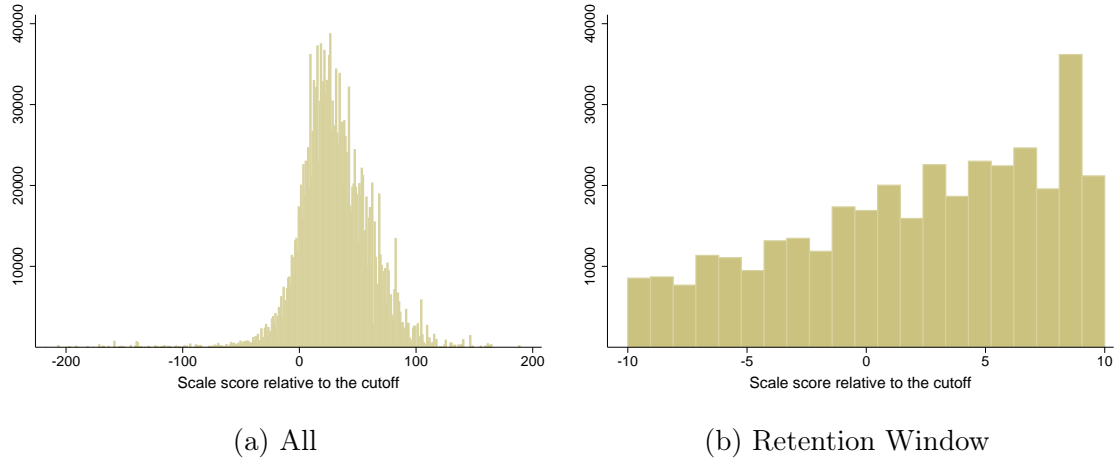 40000
30000
20000
10000
-200 -100 0 100 200
Scale score relative to the cutoff
(a) All
40000
30000
20000
10000
-10 -5 0 5 10
Scale score relative to the cutoff
(b) Retention Window